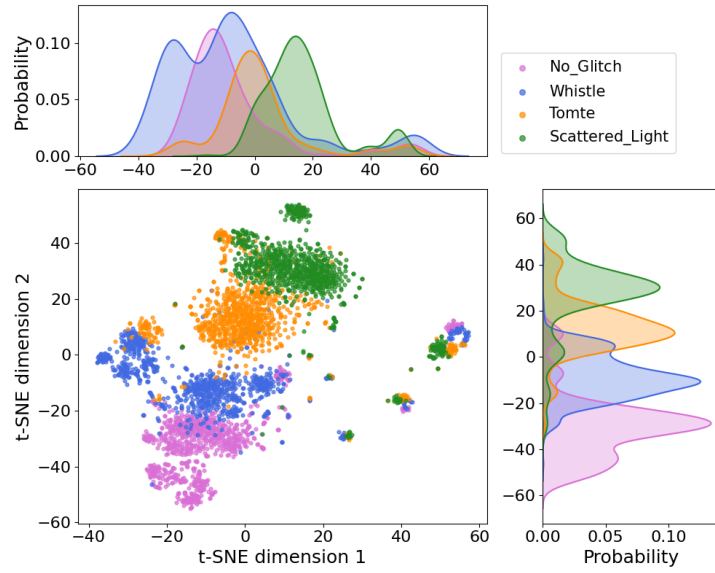 Probability
0.10
0.05
0.00
−60 −40 −20 0 20 40 60
No_Glitch
Whistle
Tomte
Scattered_Light
t-SNE dimension 2
40
20
0
−20
−40
−60
−40 −20 0 20 40 60
t-SNE dimension 1
60
40
20
0
−20
−40
−60
0.00 0.05 0.10
Probability